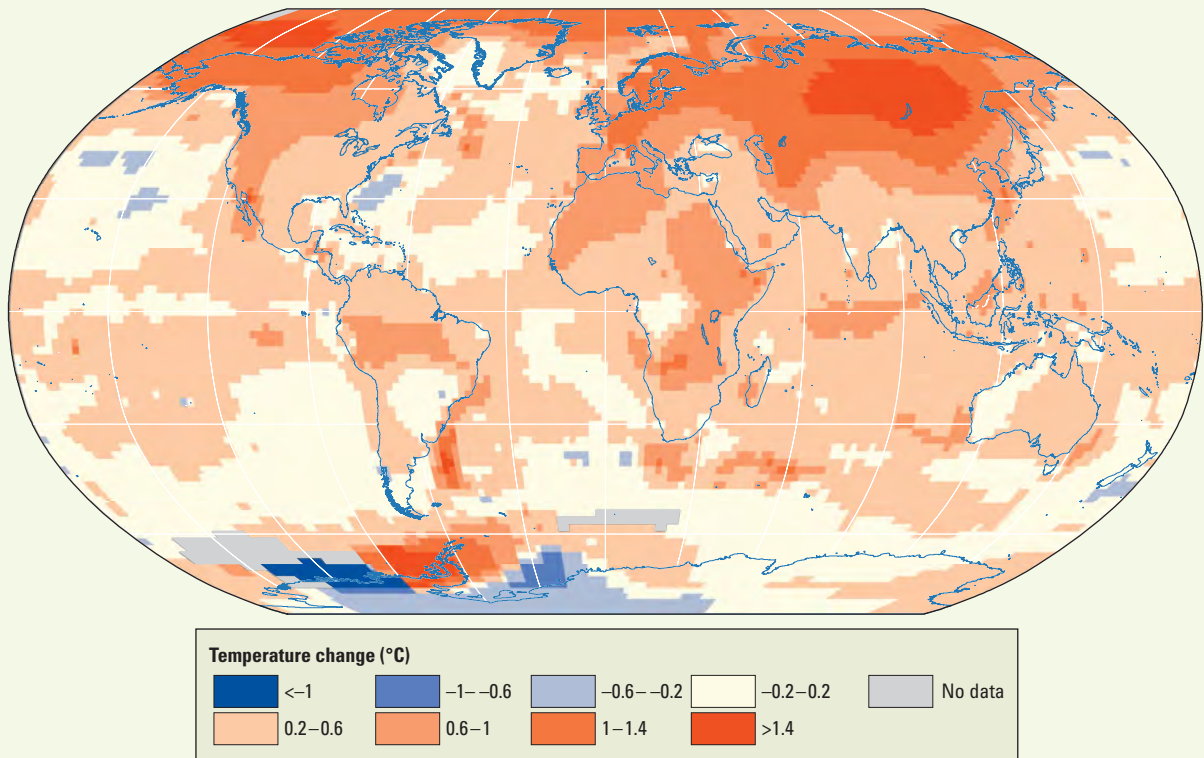 Temperature change (°C)
<–1 –1– –0.6 –0.6– –0.2 –0.2–0.2 No data
0.2–0.6 0.6–1 1–1.4 >1.4